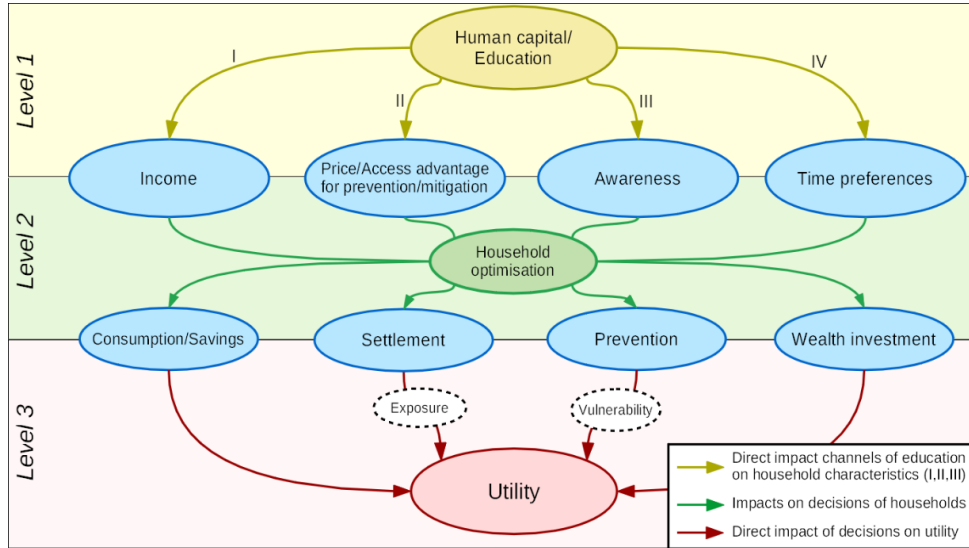 Level 1
Human capital/
Education
I
II
III
IV
Income
Price/Access advantage
for prevention/mitigation
Awareness
Time preferences
Level 2
Household
optimisation
Consumption/Savings
Settlement
Prevention
Wealth investment
Level 3
Exposure
Vulnerability
Utility
Direct impact channels of education
on household characteristics (I,II,III)
Impacts on decisions of households
Direct impact of decisions on utility